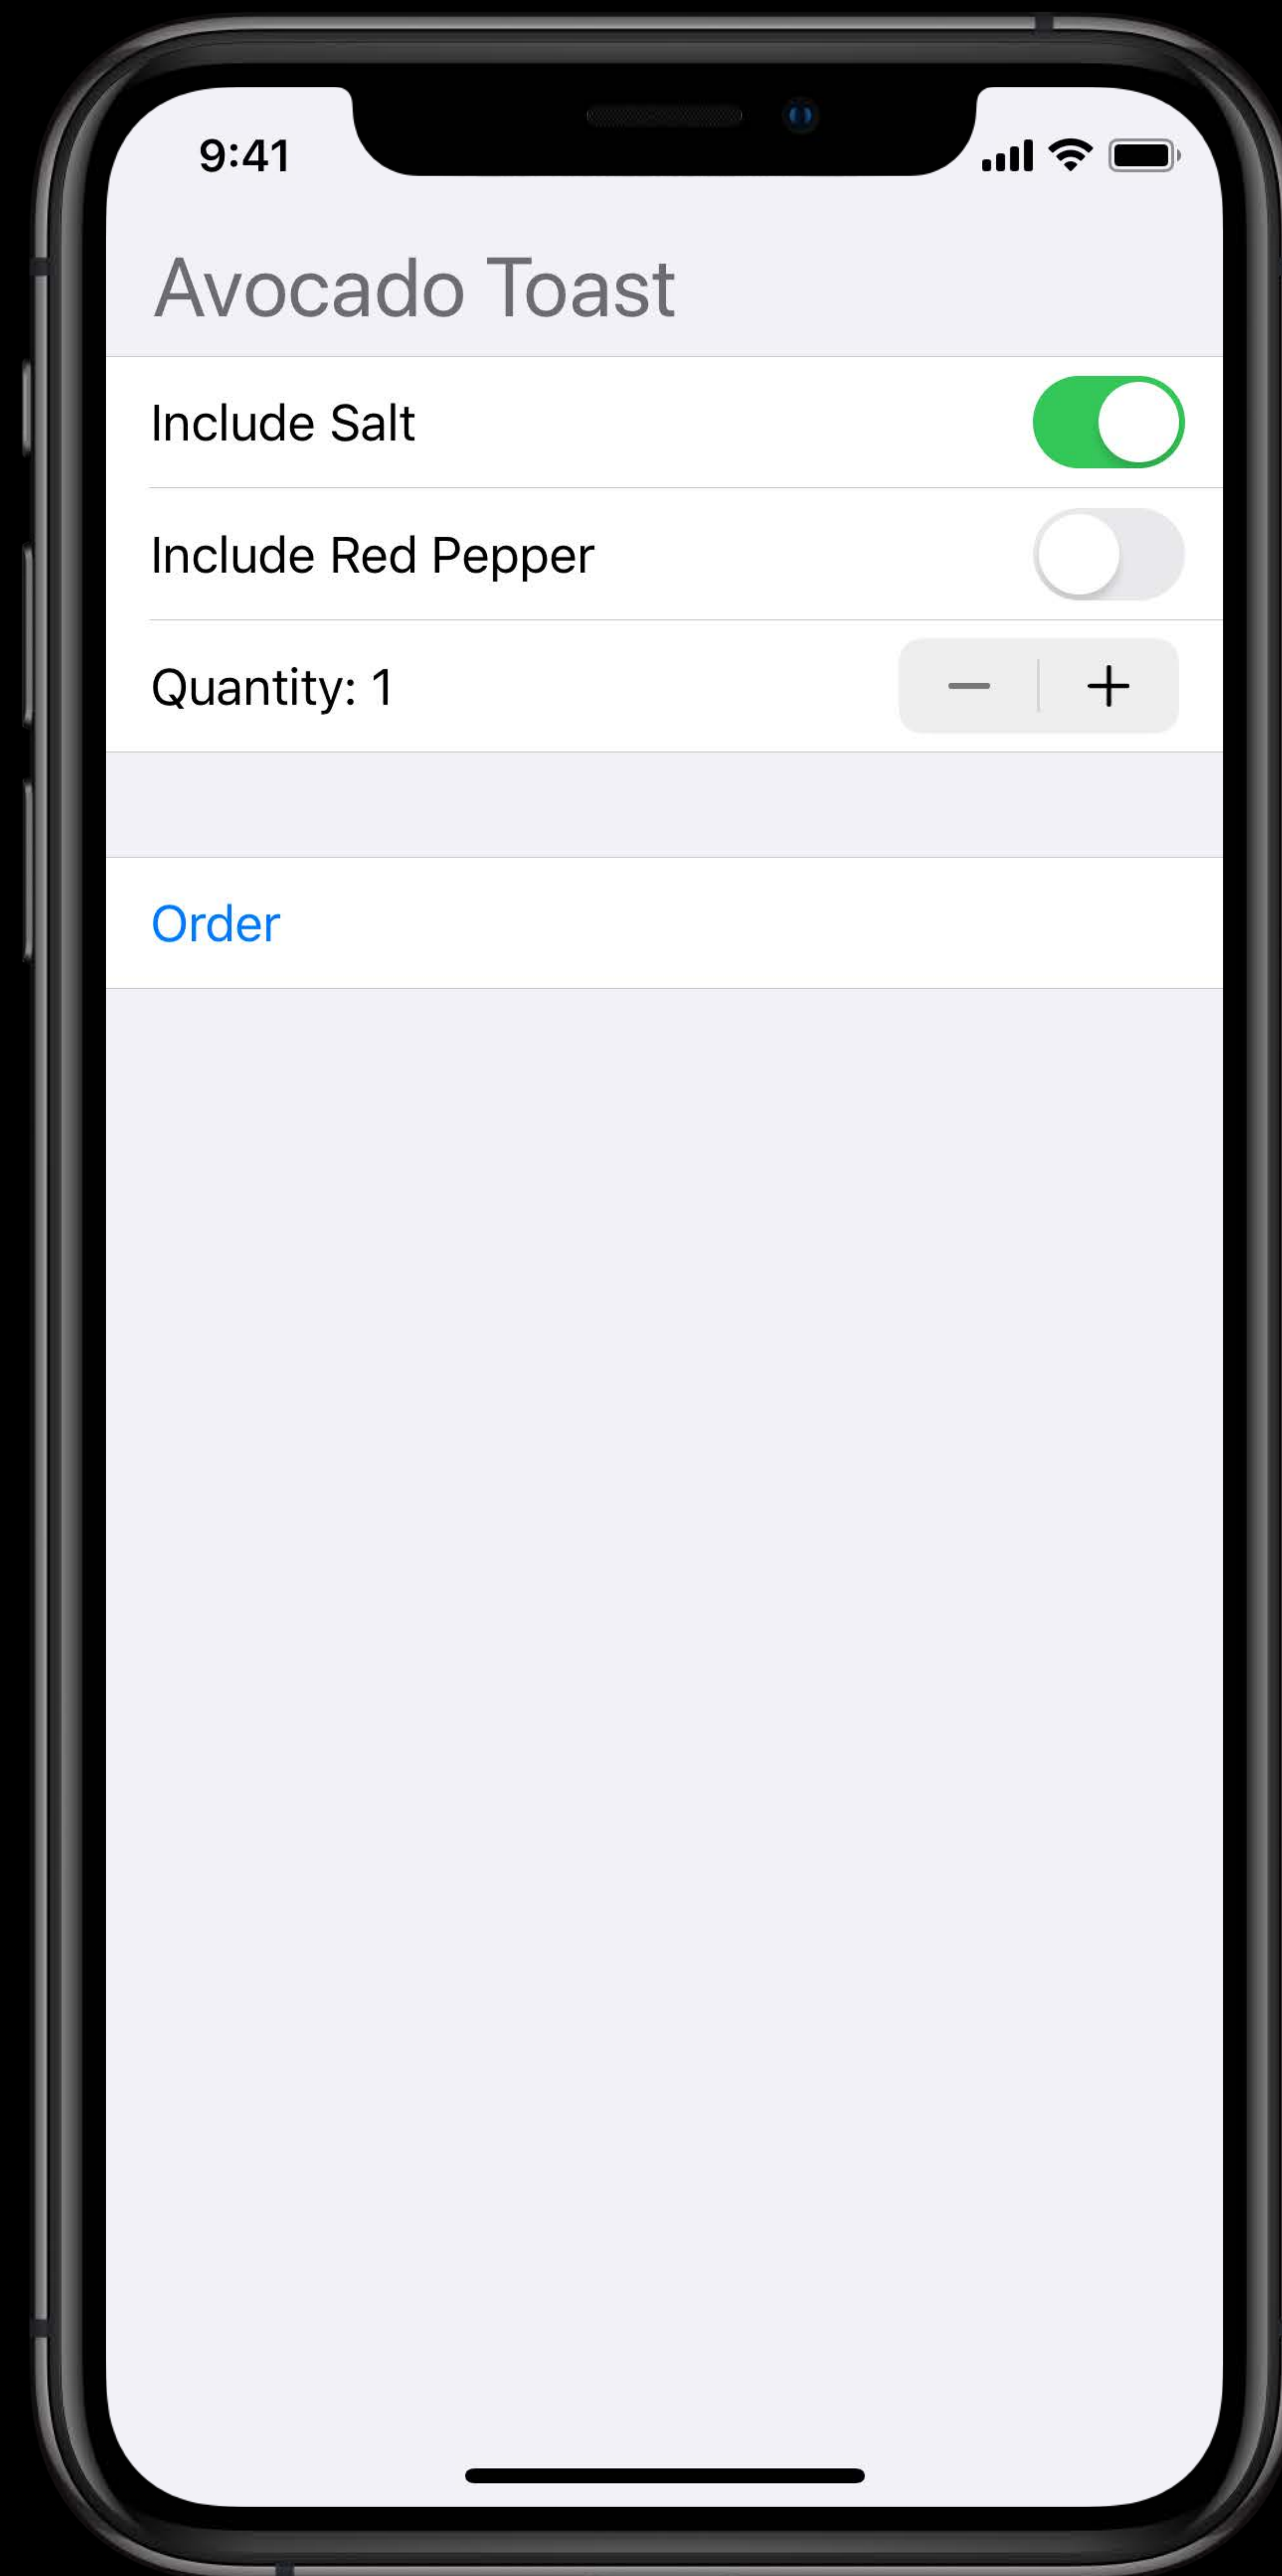 9:41
Avocado Toast
Include Salt
Include Red Pepper
Quantity: 1
Order